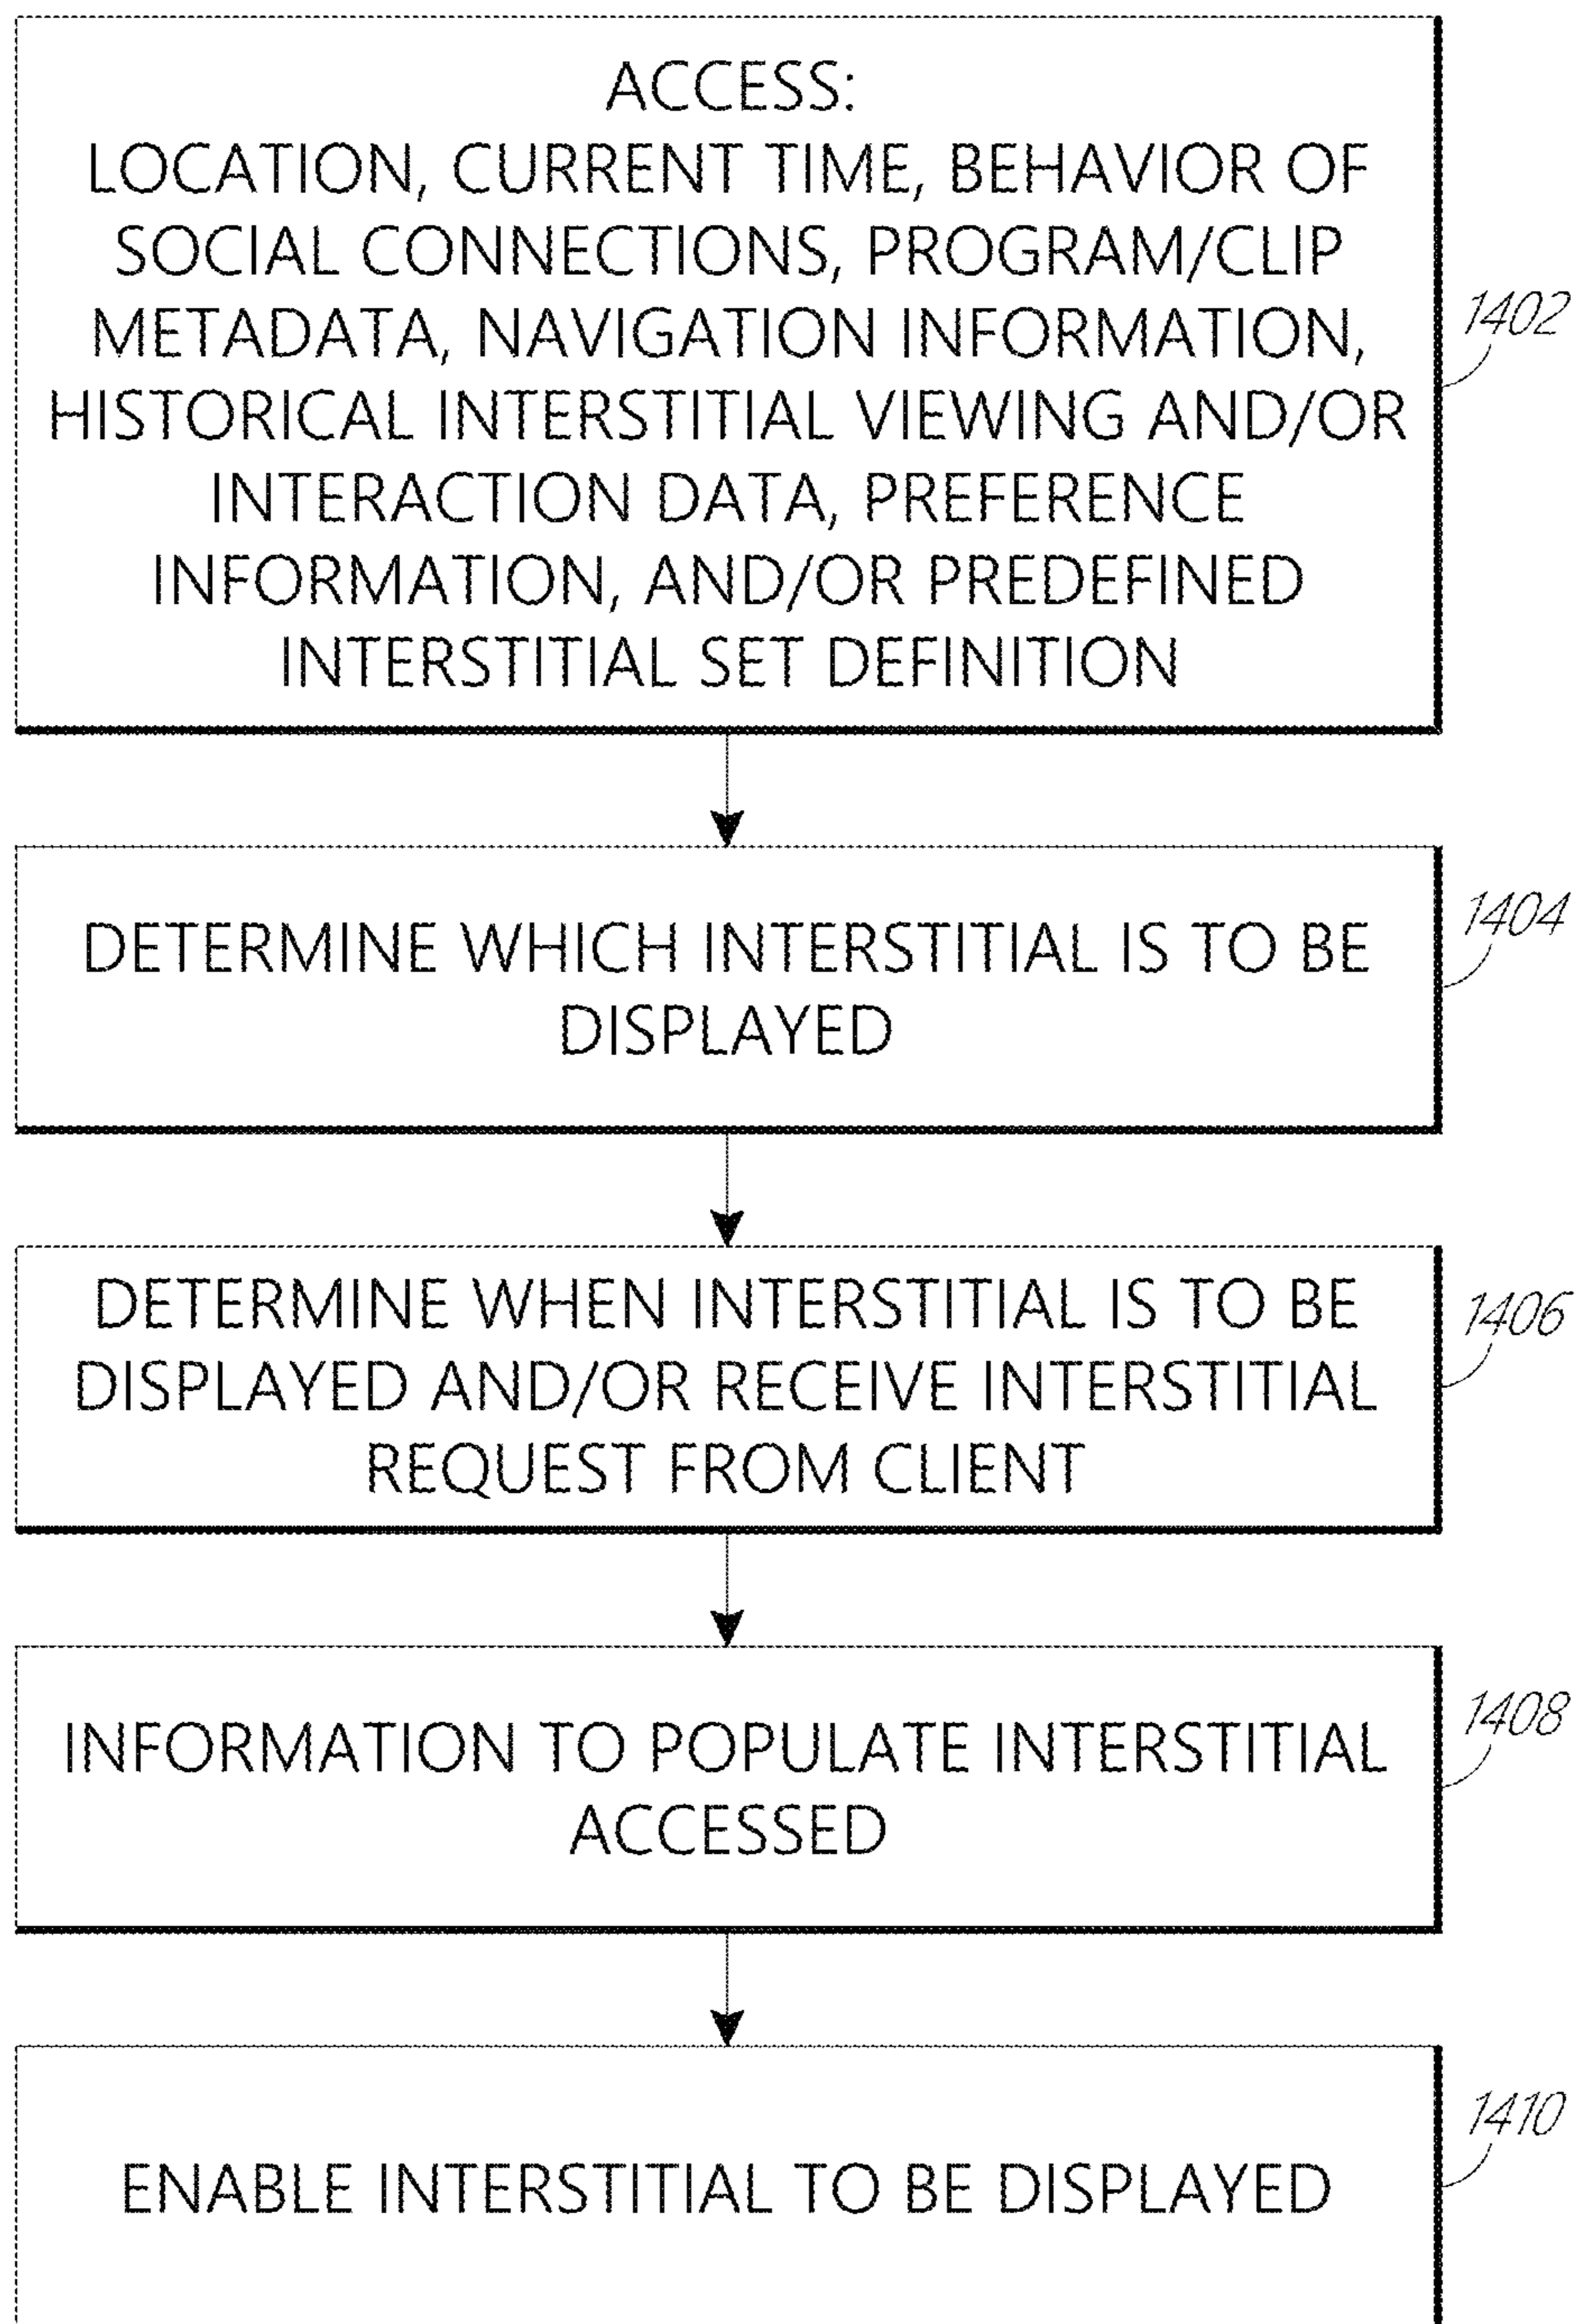 ACCESS:
LOCATION, CURRENT TIME, BEHAVIOR OF
SOCIAL CONNECTIONS, PROGRAM/CLIP
METADATA, NAVIGATION INFORMATION,
HISTORICAL INTERSTITIAL VIEWING AND/OR
INTERACTION DATA, PREFERENCE
INFORMATION, AND/OR PREDEFINED
INTERSTITIAL SET DEFINITION
1402
DETERMINE WHICH INTERSTITIAL IS TO BE
DISPLAYED
1404
DETERMINE WHEN INTERSTITIAL IS TO BE
DISPLAYED AND/OR RECEIVE INTERSTITIAL
REQUEST FROM CLIENT
1406
INFORMATION TO POPULATE INTERSTITIAL
ACCESSED
1408
ENABLE INTERSTITIAL TO BE DISPLAYED
1410